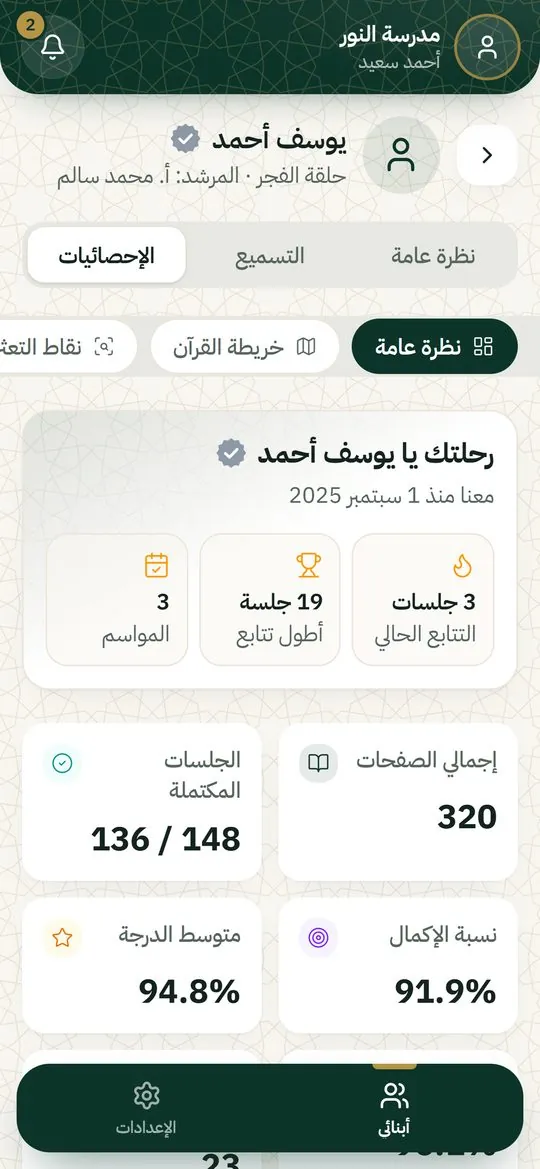 مدرسة النور
أحمد سعيد
2
يوسف أحمد
حلقة الفجر · المرشد: أ. محمد سالم
نظرة عامة
التسميع
الإحصائيات
نظرة عامة
خريطة القرآن
نقاط التعث
رحلتك يا يوسف أحمد
معنا منذ 1 سبتمبر 2025
3 جلسات
التتابع الحالي
19 جلسة
أطول تتابع
3
المواسم
إجمالي الصفحات
320
الجلسات
المكتملة
136 / 148
نسبة الإكمال
91.9%
متوسط الدرجة
94.8%
أبنائي
الإعدادات
23